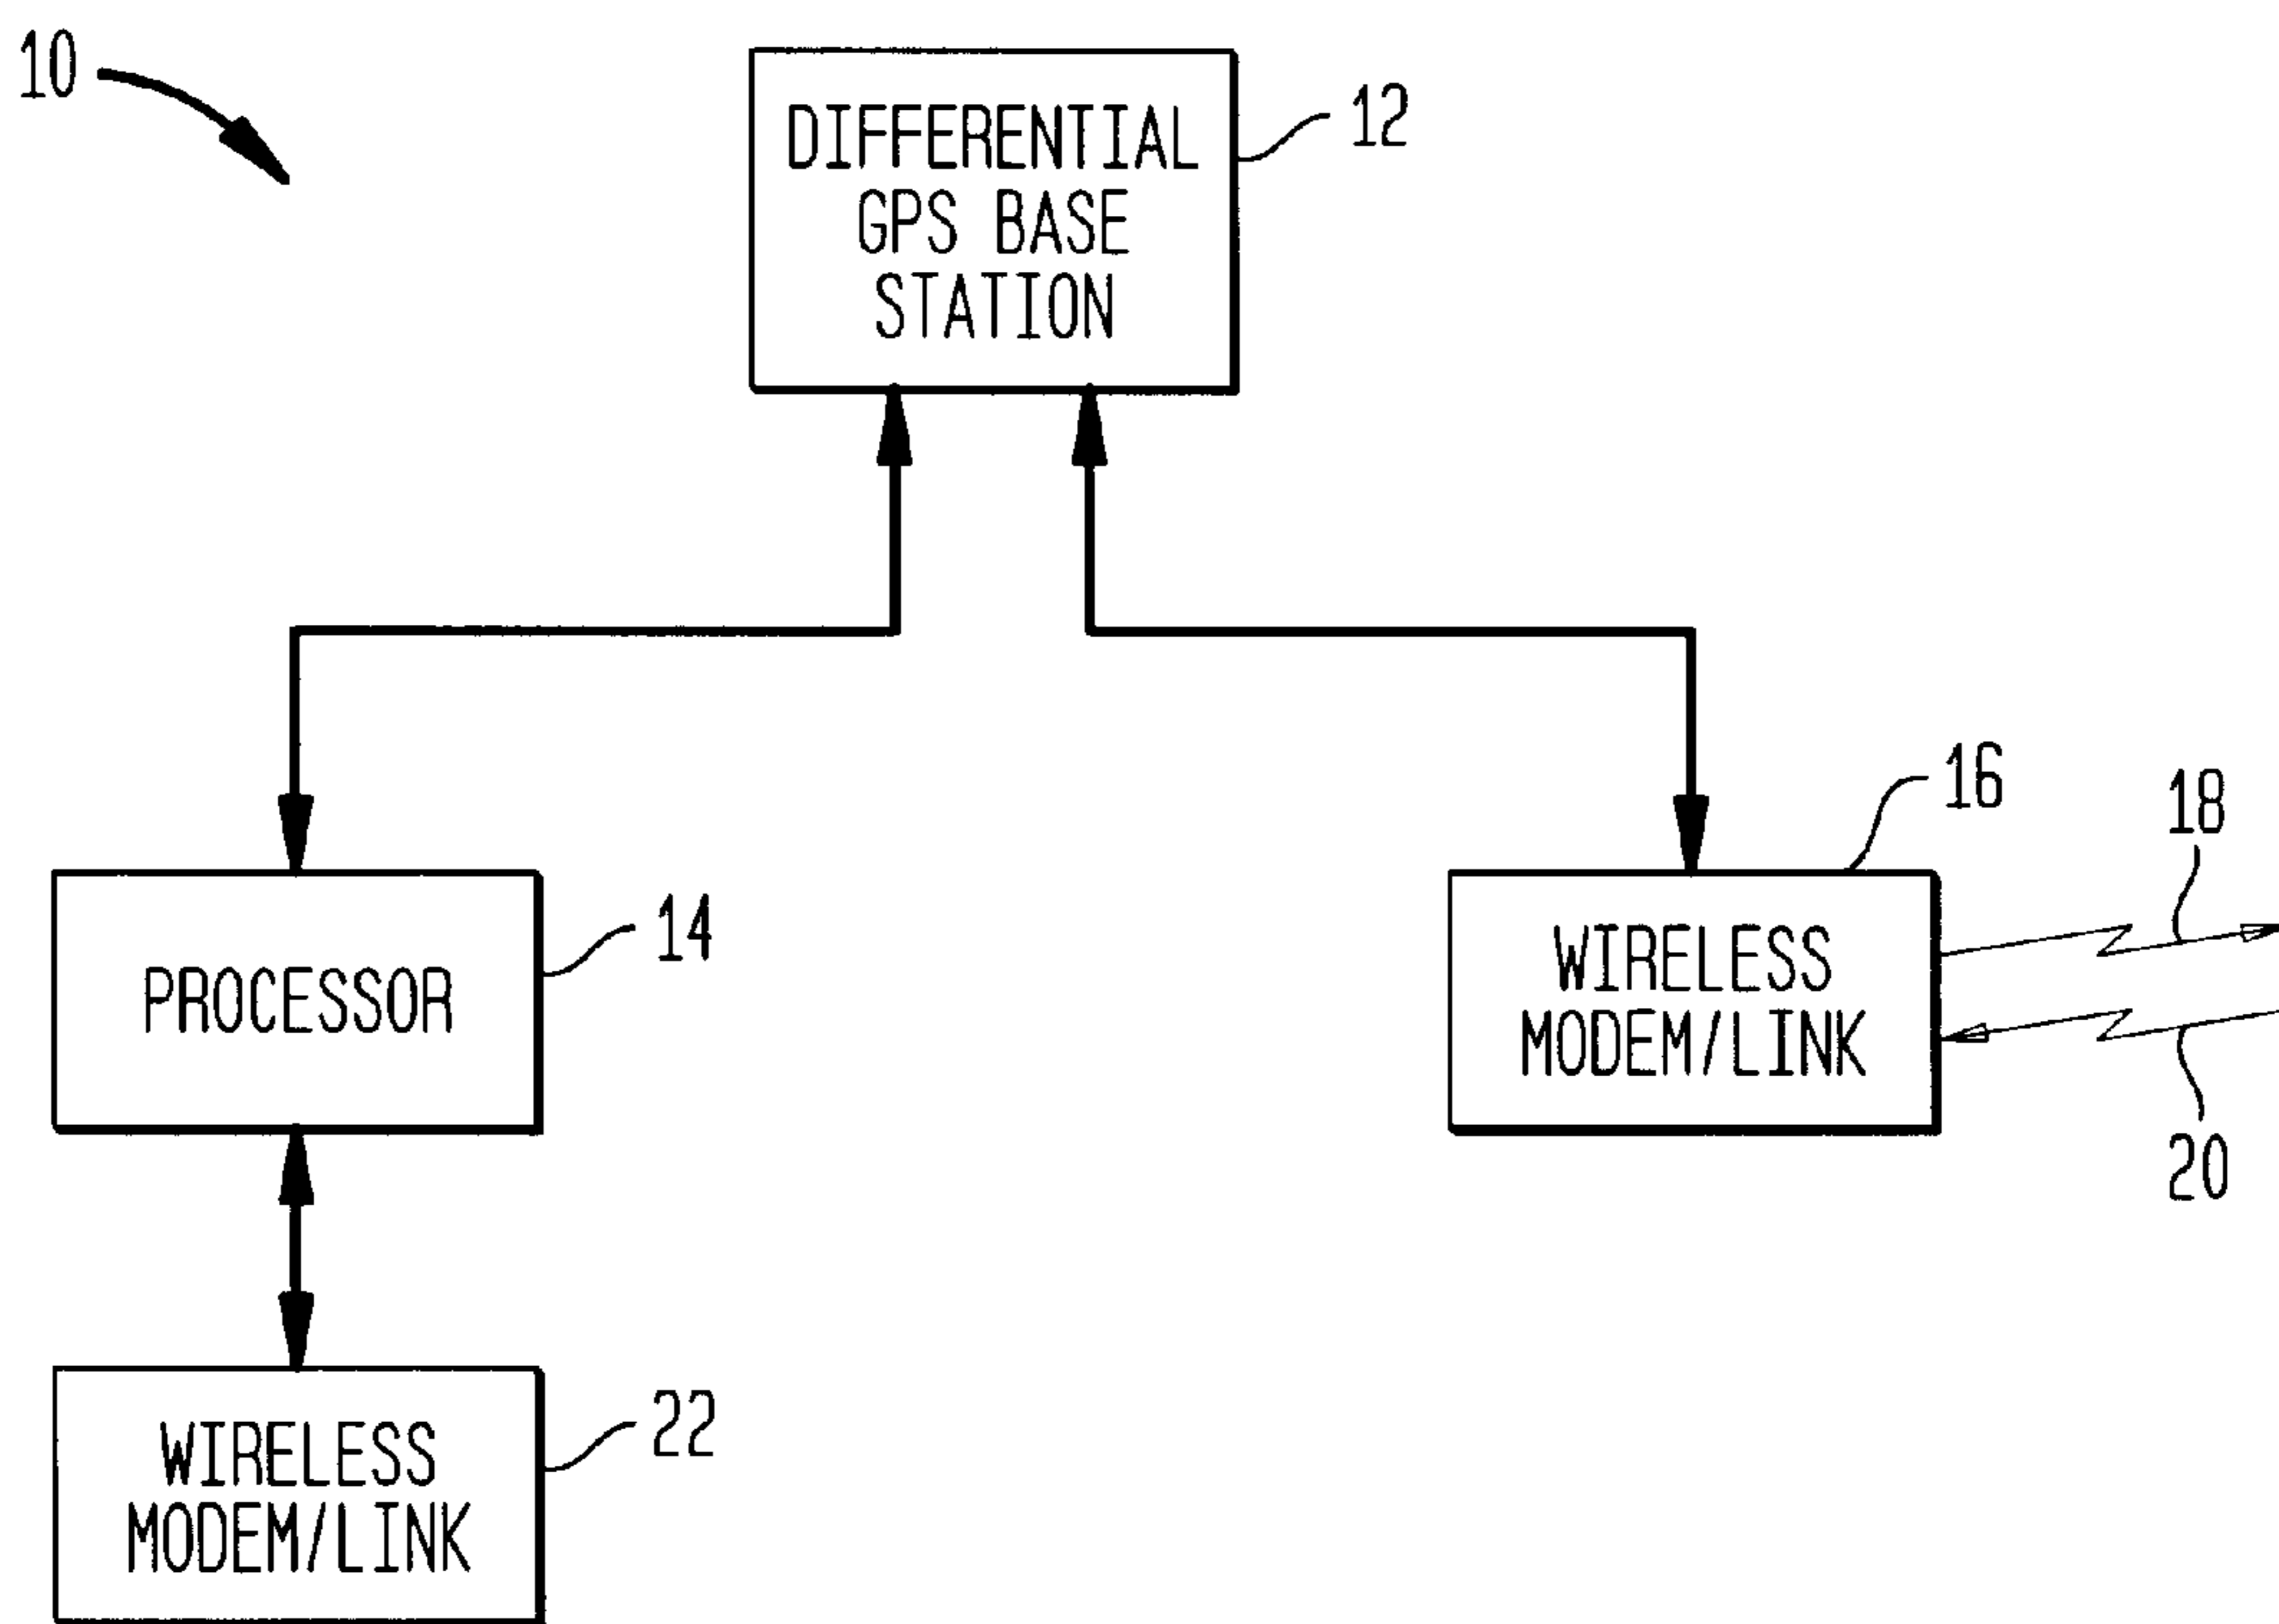 10
DIFFERENTIAL
GPS BASE
STATION
12
16
18
PROCESSOR
14
WIRELESS
MODEM/LINK
20
WIRELESS
MODEM/LINK
22